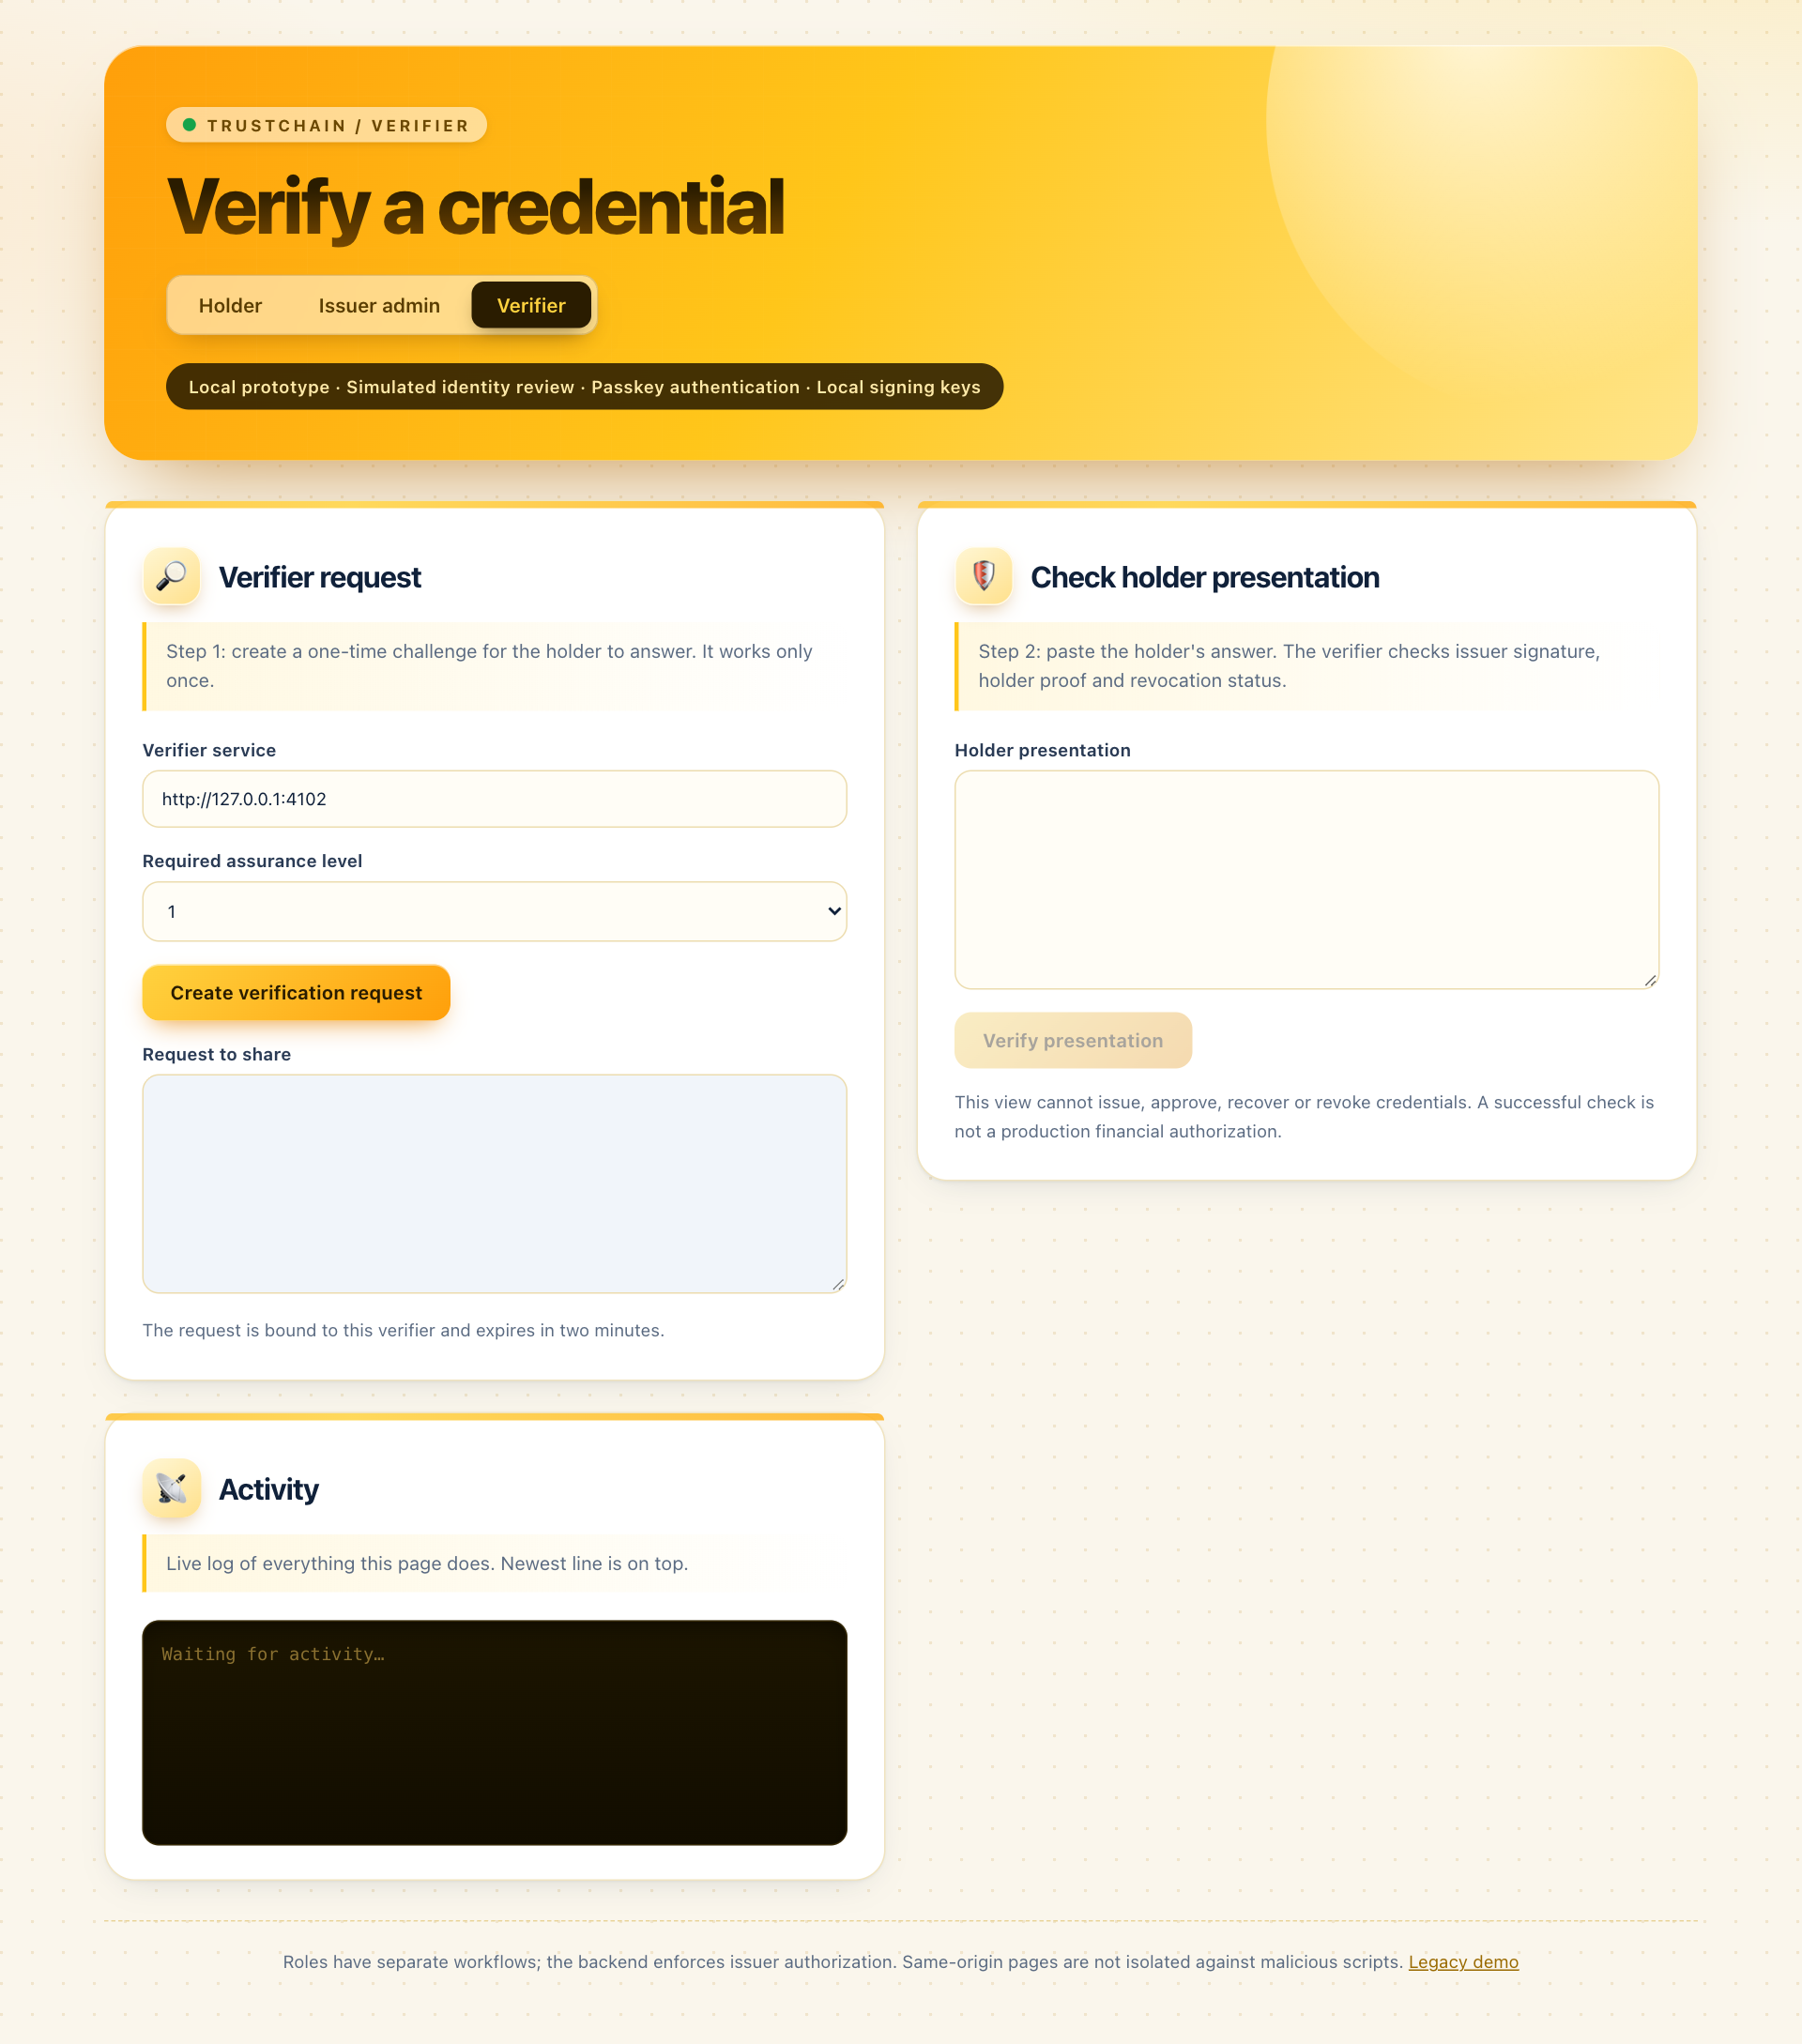 TRUSTCHAIN / VERIFIER
Verify a credential
Holder
Issuer admin
Verifier
Local prototype · Simulated identity review · Passkey authentication · Local signing keys
Verifier request
Step 1: create a one-time challenge for the holder to answer. It works only
once.
Verifier service
http://127.0.0.1:4102
Required assurance level
1
Create verification request
Request to share
The request is bound to this verifier and expires in two minutes.
Check holder presentation
Step 2: paste the holder's answer. The verifier checks issuer signature,
holder proof and revocation status.
Holder presentation
Verify presentation
This view cannot issue, approve, recover or revoke credentials. A successful check is
not a production financial authorization.
Activity
Live log of everything this page does. Newest line is on top.
Waiting for activity…
Roles have separate workflows; the backend enforces issuer authorization. Same-origin pages are not isolated against malicious scripts. Legacy demo